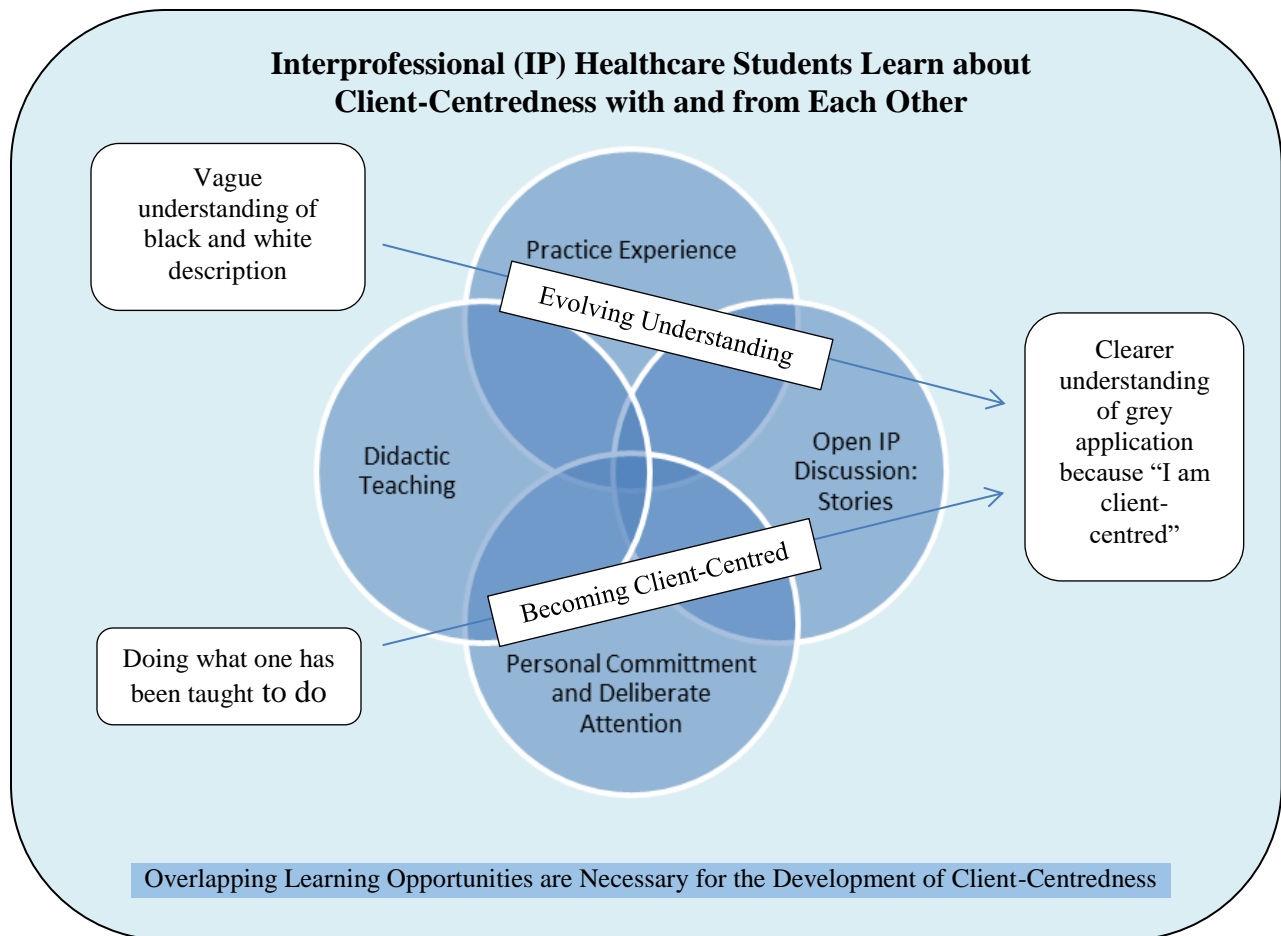 Interprofessional (IP) Healthcare Students Learn about
Client-Centredness with and from Each Other
Vague
understanding of
black and white
description
Practice Experience
Evolving Understanding
Clearer
understanding
of grey
application
because “I am
client-
centred”
Didactic
Teaching
Open IP
Discussion:
Stories
Becoming Client-Centred
Doing what one has
been taught to do
Personal Committment
and Deliberate
Attention
Overlapping Learning Opportunities are Necessary for the Development of Client-Centredness